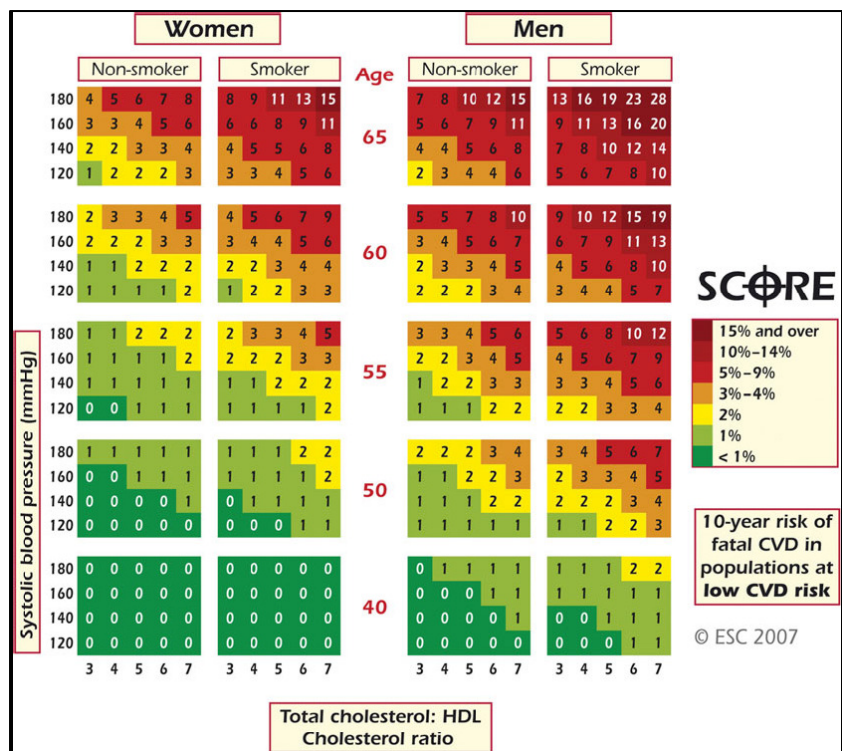 Women Men
Non-smoker Smoker Age Non-smoker Smoker
180 4 5 6 7 8 8 9 11 13 15 7 8 10 12 15 13 16 19 23 28
160 3 3 4 5 6 6 6 8 9 11 5 6 7 9 11 9 11 13 16 20
65
140 2 2 3 3 4 4 5 5 6 8 4 4 5 6 8 7 8 10 12 14
120 1 2 2 2 3 3 3 4 5 6 2 3 4 4 6 5 6 7 8 10
180 2 3 3 4 5 4 5 6 7 9 5 5 7 8 10 9 10 12 15 19
160 2 2 2 3 3 3 4 4 5 6 3 4 5 6 7 6 7 9 11 13
60
140 1 1 2 2 2 2 2 3 4 4 2 3 3 4 5 4 5 6 8 10
120 1 1 1 1 2 1 2 2 3 3 2 2 2 3 4 3 4 4 5 7
180 1 1 2 2 2 2 3 3 4 5 3 3 4 5 6 5 6 8 10 12
160 1 1 1 1 2 2 2 2 3 3 2 2 3 4 5 4 5 6 7 9
55
140 1 1 1 1 1 1 1 2 2 2 1 2 2 3 3 3 3 4 5 6
120 0 0 1 1 1 1 1 1 1 2 1 1 1 2 2 2 2 3 3 4
180 1 1 1 1 1 1 1 1 2 2 2 2 2 3 4 3 4 5 6 7
160 0 0 1 1 1 1 1 1 1 2 1 1 2 2 3 2 3 3 4 5
50
140 0 0 0 0 1 0 1 1 1 1 1 1 1 2 2 2 2 2 3 4
120 0 0 0 0 0 0 0 0 1 1 1 1 1 1 1 1 1 2 2 3
180 0 0 0 0 0 0 0 0 0 0 0 1 1 1 1 1 1 1 2 2
160 0 0 0 0 0 0 0 0 0 0 0 0 0 1 1 1 1 1 1 1
40
140 0 0 0 0 0 0 0 0 0 0 0 0 0 0 1 0 0 1 1 1
120 0 0 0 0 0 0 0 0 0 0 0 0 0 0 0 0 0 0 1 1
3 4 5 6 7 3 4 5 6 7 3 4 5 6 7 3 4 5 6 7
Systolic blood pressure (mmHg)
Total cholesterol: HDL
Cholesterol ratio
SCORE
15% and over
10%–14%
5%–9%
3%–4%
2%
1%
< 1%
10-year risk of
fatal CVD in
populations at
low CVD risk
© ESC 2007